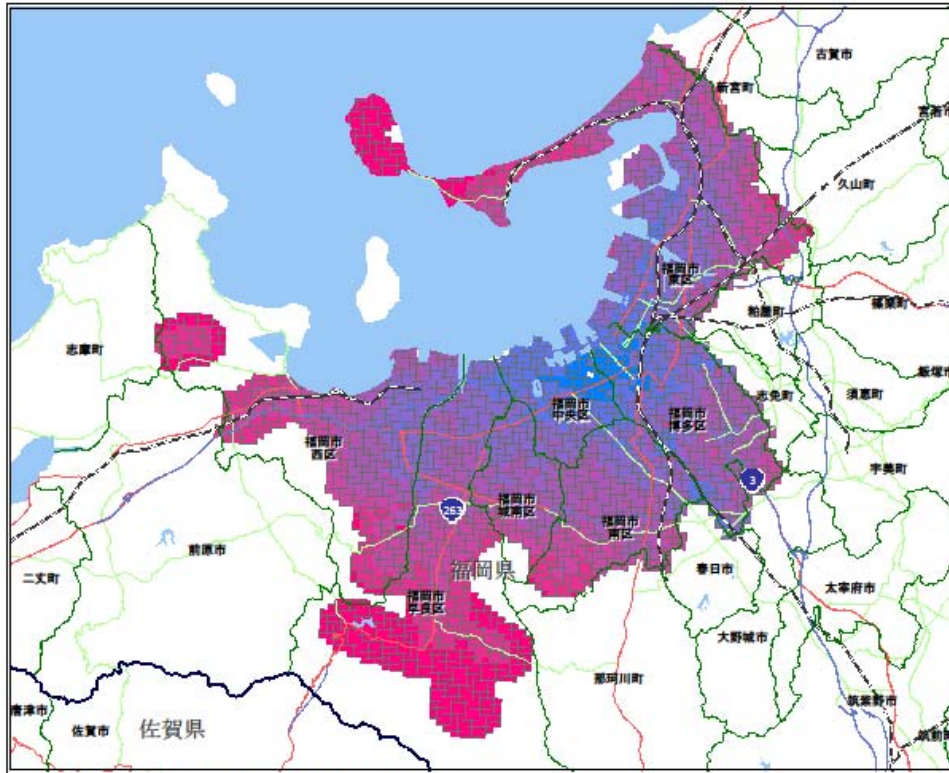 古賀市
新宮町
宮若市
久山町
福岡市
東区
粕屋町
篠栗町
志摩町
飯塚市
志免町
須恵町
福岡市
中央区
福岡市
博多区
福岡市
西区
宇美町
3
福岡市
城南区
263
福岡市
南区
前原市
福岡県
春日市
二丈町
太宰府市
福岡市
早良区
大野城市
那珂川町
筑紫野市
唐津市
佐賀市
佐賀県
筑前町